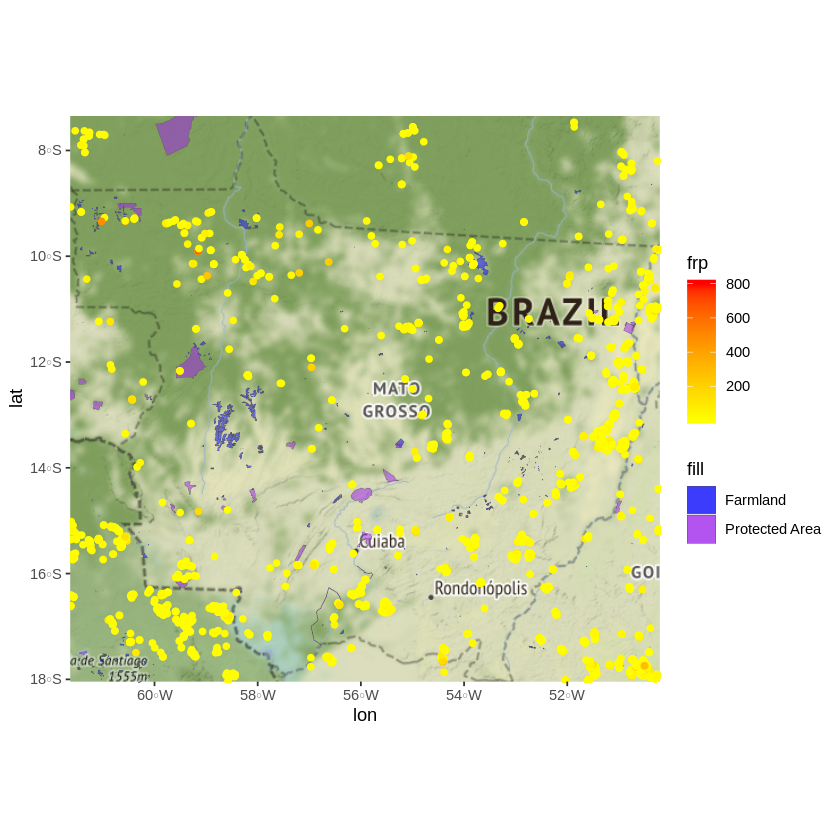 lat
8°S
10°S
12°S
14°S
16°S
18°S
BRAZIL
MATO
GROSSO
Cuiaba
Rondonópolis
GOI
a de Santiago
1555m
60°W
58°W
56°W
54°W
52°W
lon
frp
800
600
400
200
fill
Farmland
Protected Area